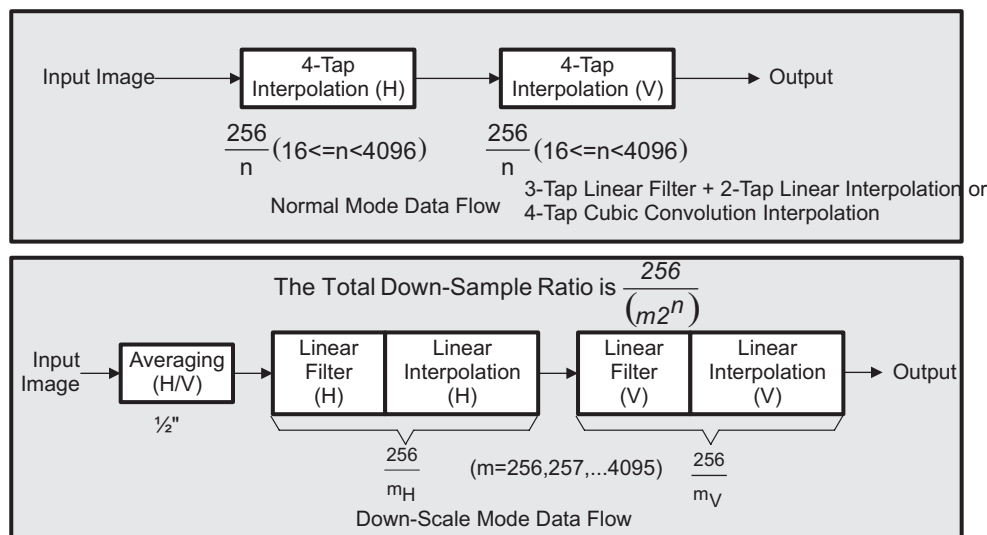 Input Image
4-Tap
Interpolation (H)
4-Tap
Interpolation (V)
Output
256
n
(16<=n<4096)
256
n
(16<=n<4096)
3-Tap Linear Filter + 2-Tap Linear Interpolation or
Normal Mode Data Flow
4-Tap Cubic Convolution Interpolation
The Total Down-Sample Ratio is 256
(m2^n)
Input
Image
Averaging
(H/V)
½"
Linear
Filter
(H)
Linear
Interpolation
(H)
Linear
Filter
(V)
Linear
Interpolation
(V)
Output
256
mH
(m=256,257,...4095)
256
mV
Down-Scale Mode Data Flow